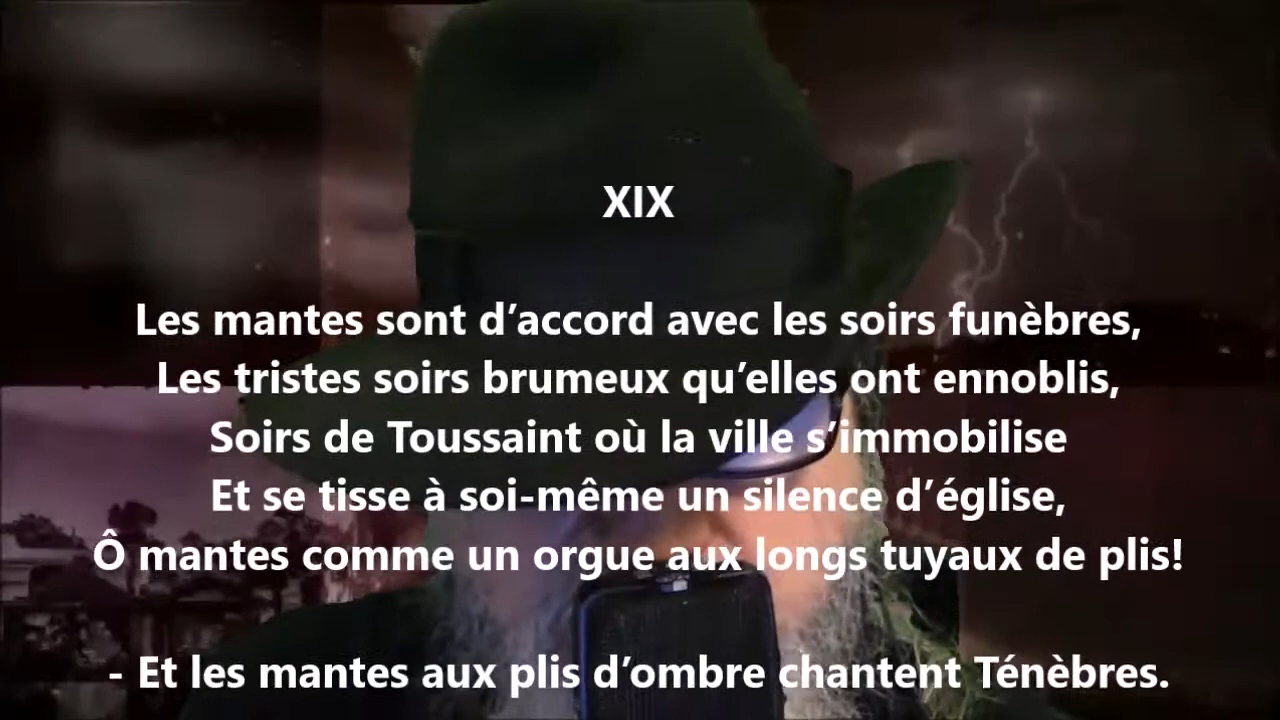 XIX
Les mantes sont d’accord avec les soirs funèbres,
Les tristes soirs brumeux qu’elles ont ennoblis,
Soirs de Toussaint où la ville s’immobilise
Et se tisse à soi-même un silence d’église,
Ô mantes comme un orgue aux longs tuyaux de plis!
- Et les mantes aux plis d’ombre chantent Ténèbres.